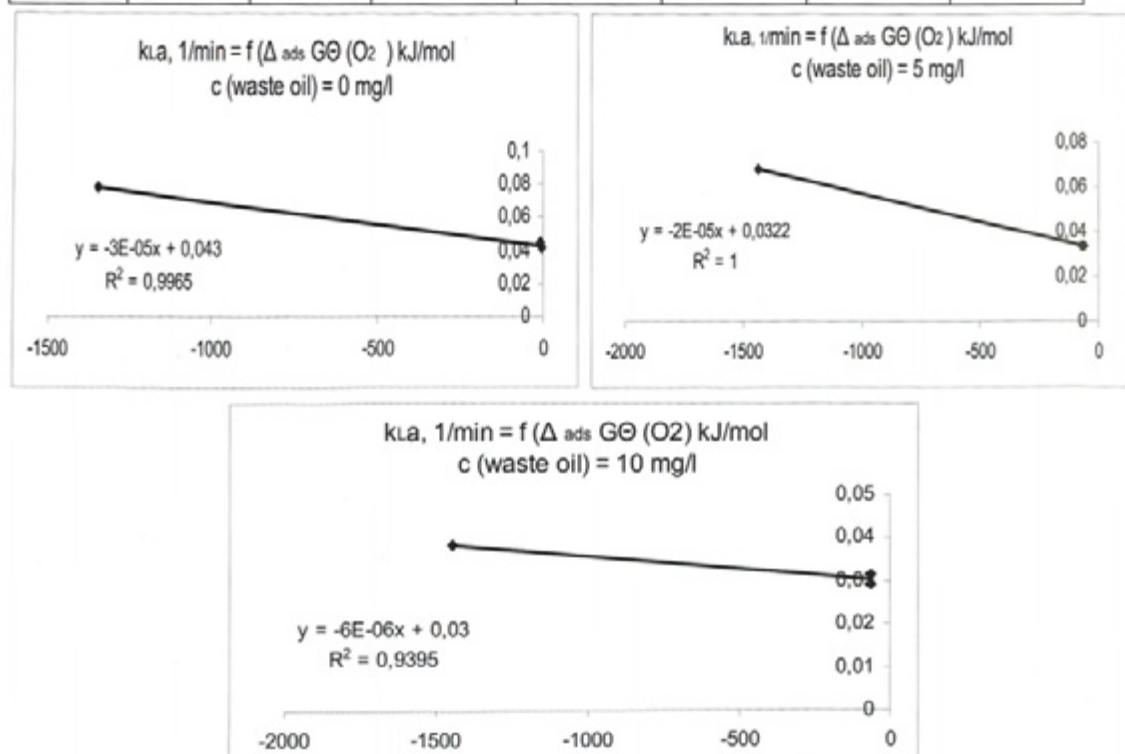 kLa, 1/min = f (Δ ads GΘ (O2 ) kJ/mol
c (waste oil) = 0 mg/l
0,1
0,08
0,06
0,04
0,02
0
y = -3E-05x + 0,043
R² = 0,9965
-1500 -1000 -500 0
kLa, 1/min = f (Δ ads GΘ (O2) kJ/mol
c (waste oil) = 5 mg/l
0,08
0,06
0,04
0,02
0
y = -2E-05x + 0,0322
R² = 1
-2000 -1500 -1000 -500 0
kLa, 1/min = f (Δ ads GΘ (O2) kJ/mol
c (waste oil) = 10 mg/l
0,05
0,04
0,03
0,02
0,01
0
y = -6E-06x + 0,03
R² = 0,9395
-2000 -1500 -1000 -500 0